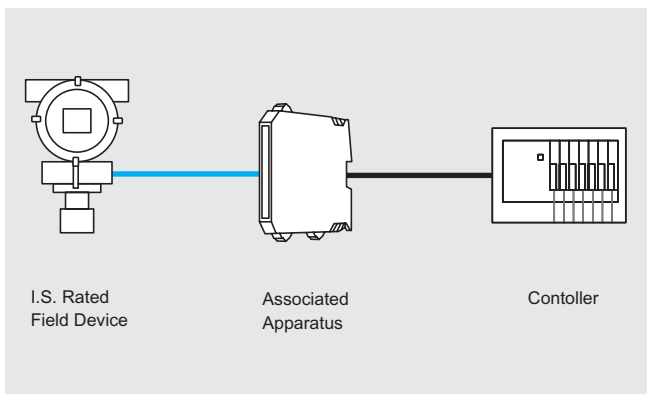 I.S. Rated
Field Device
Associated
Apparatus
Contoller